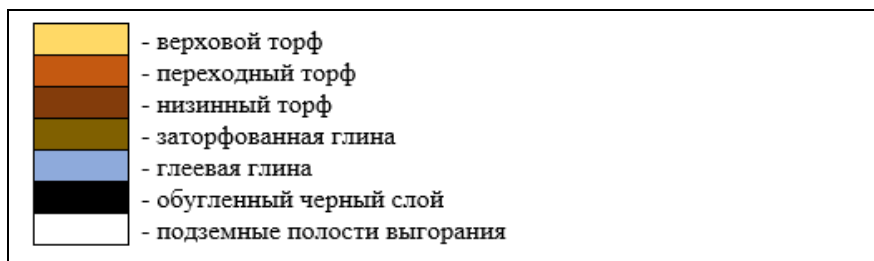 - верховой торф
- переходный торф
- низинный торф
- заторфованная глина
- глеевая глина
- обугленный черный слой
- подземные полости выгорания